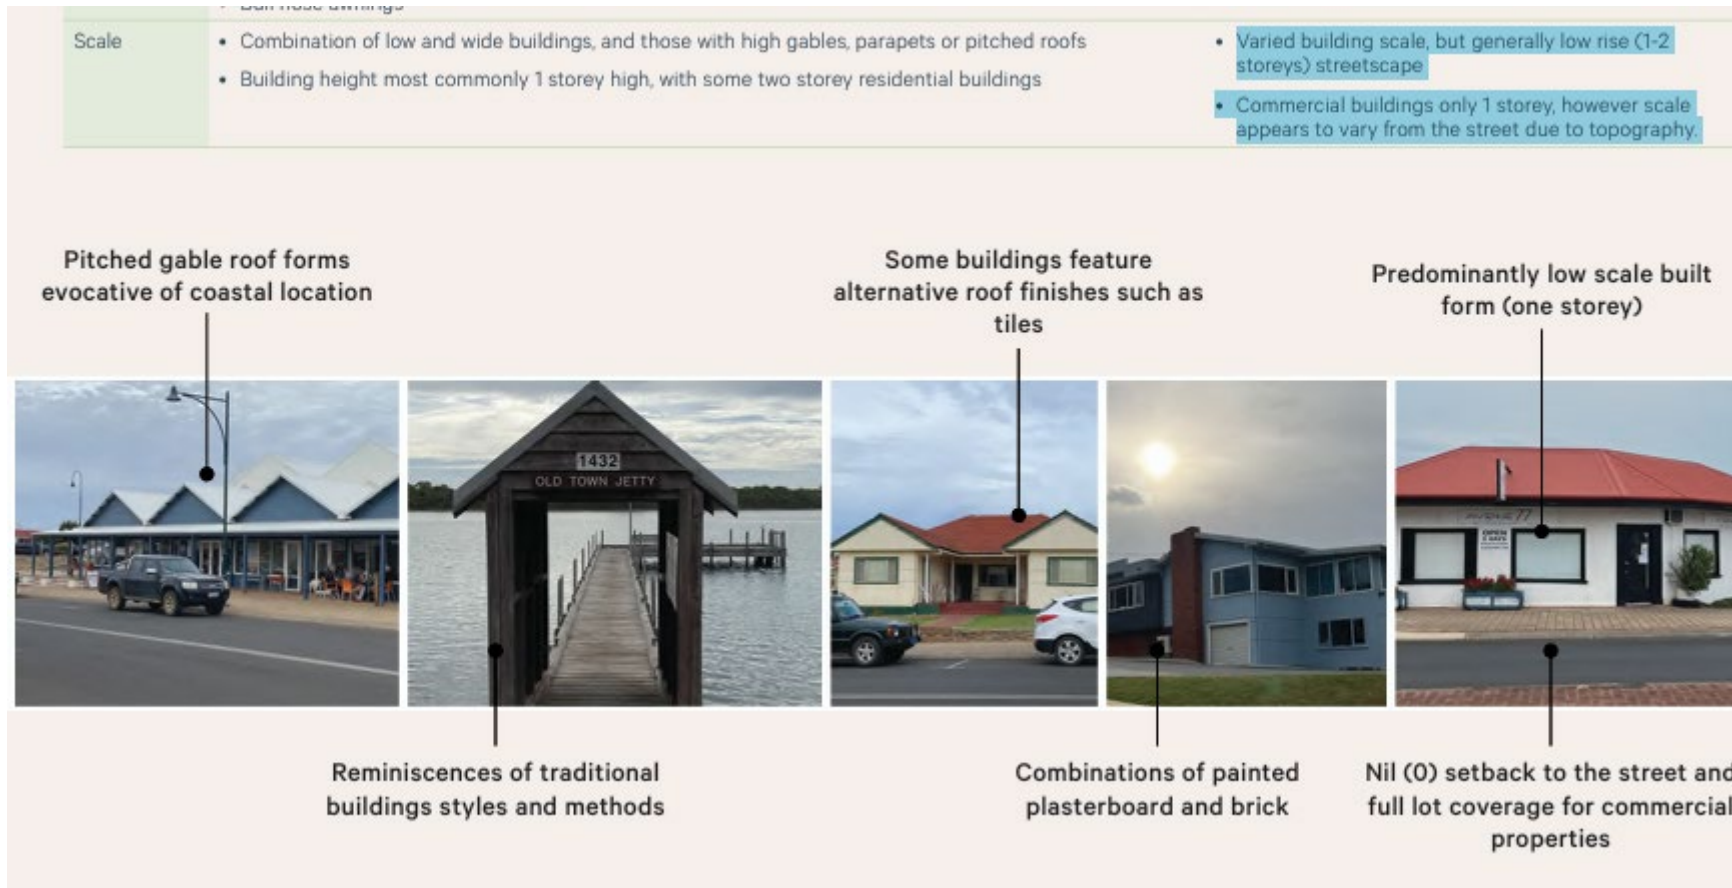 Bull nose awnings
Scale
• Combination of low and wide buildings, and those with high gables, parapets or pitched roofs
• Building height most commonly 1 storey high, with some two storey residential buildings
• Varied building scale, but generally low rise (1-2
storeys) streetscape
• Commercial buildings only 1 storey, however scale
appears to vary from the street due to topography.
Pitched gable roof forms
evocative of coastal location
Some buildings feature
alternative roof finishes such as
tiles
Predominantly low scale built
form (one storey)
1432
OLD TOWN JETTY
77
OPEN
Reminiscences of traditional
buildings styles and methods
Combinations of painted
plasterboard and brick
Nil (0) setback to the street and
full lot coverage for commercial
properties